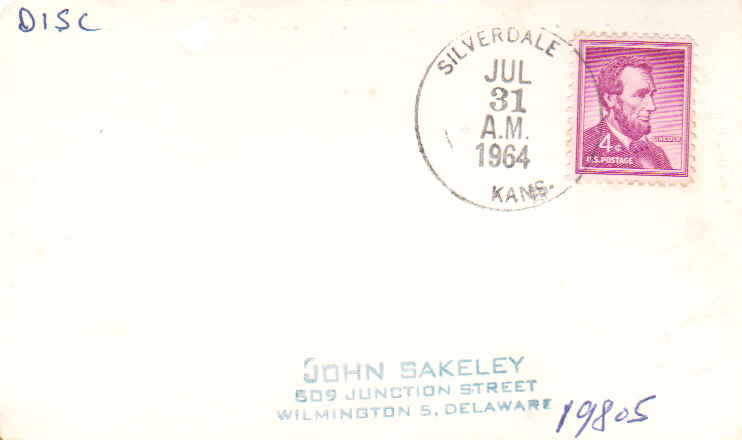 DISC
SILVERDALE
JUL
31
A.M.
1964
KANS.
LINCOLN
4¢
U.S. POSTAGE
JOHN SAKELEY
509 JUNCTION STREET
WILMINGTON 5, DELAWARE 19805